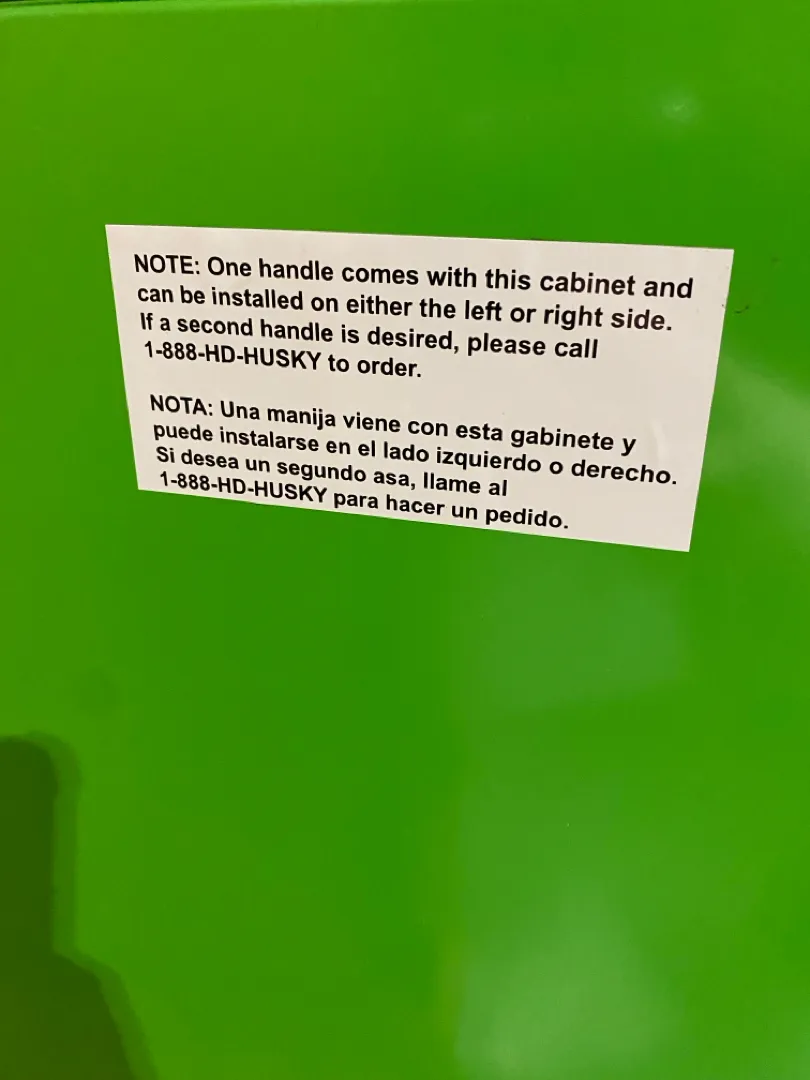 NOTE: One handle comes with this cabinet and
can be installed on either the left or right side.
If a second handle is desired, please call
1-888-HD-HUSKY to order.
NOTA: Una manija viene con esta gabinete y
puede instalarse en el lado izquierdo o derecho.
Si desea un segundo asa, llame al
1-888-HD-HUSKY para hacer un pedido.